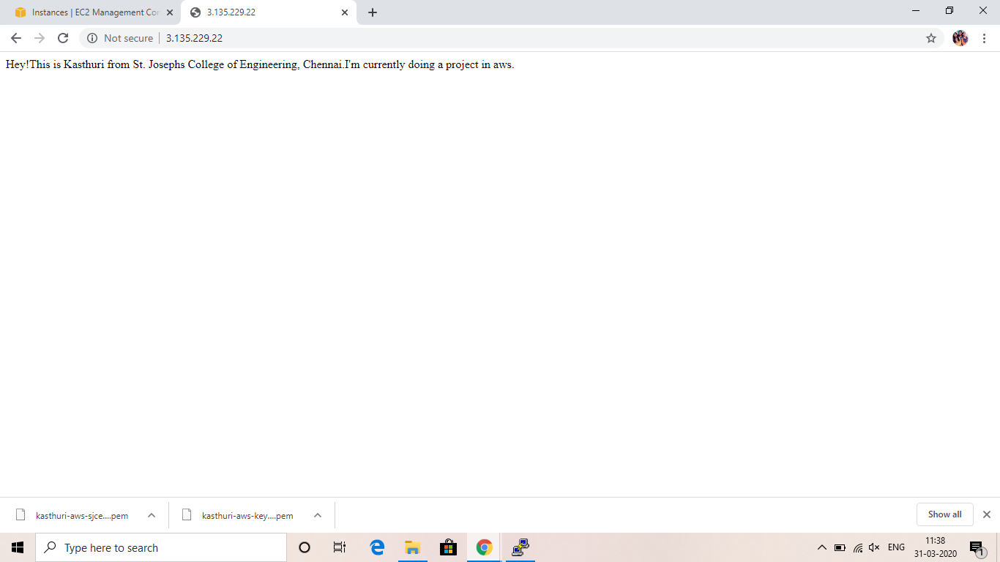 Instances | EC2 Management Con
3.135.229.22
Not secure
3.135.229.22
Hey!This is Kasthuri from St. Josephs College of Engineering, Chennai.I'm currently doing a project in aws.
kasthuri-aws-sjce....pem
kasthuri-aws-key....pem
Show all
Type here to search
ENG
11:38
31-03-2020
1